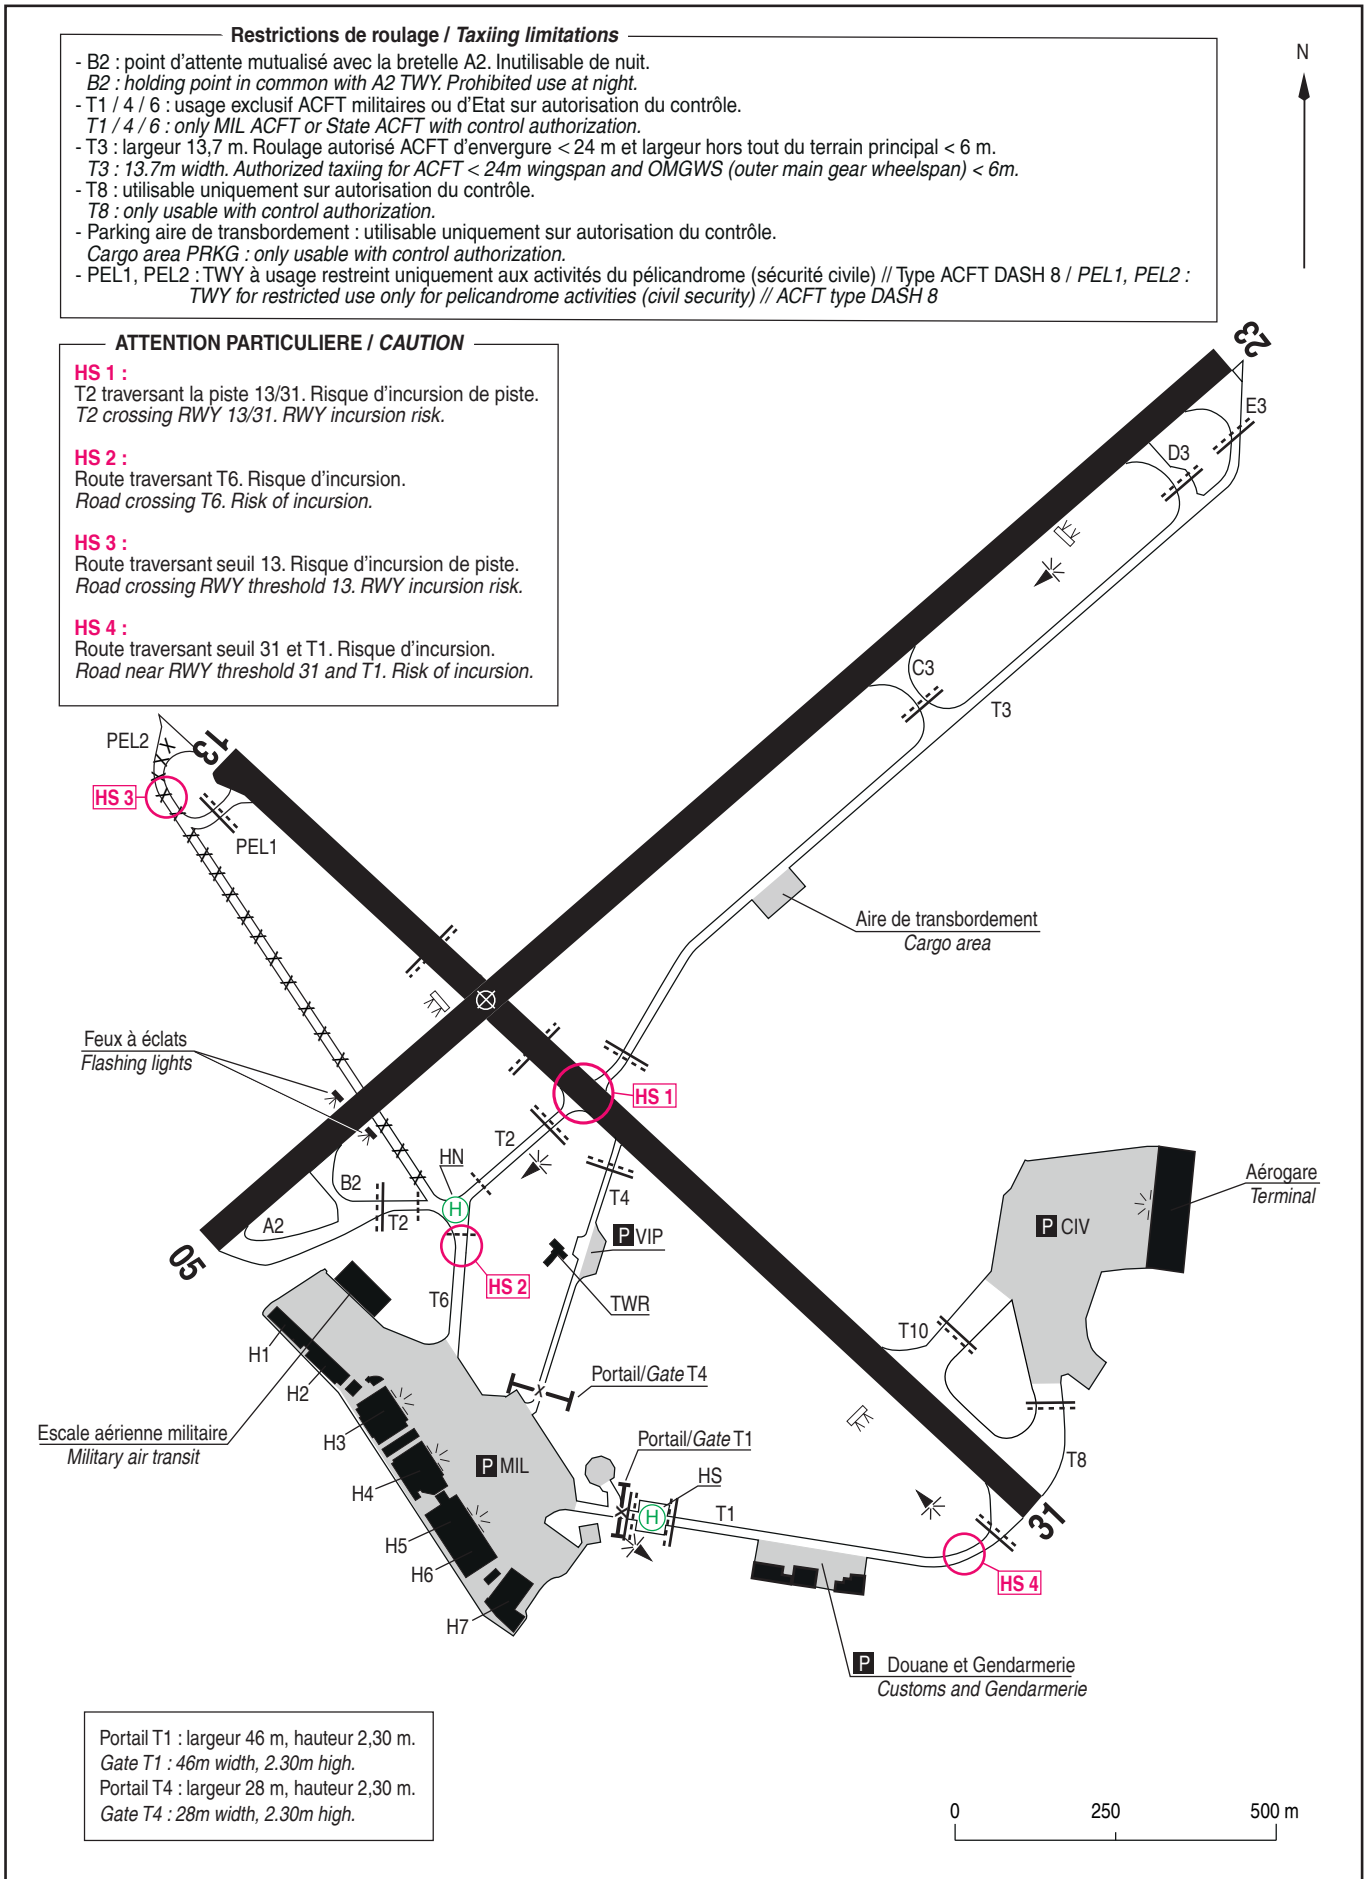 Restrictions de roulage / Taxiing limitations
- B2 : point d'attente mutualisé avec la bretelle A2. Inutilisable de nuit.
B2 : holding point in common with A2 TWY. Prohibited use at night.
- T1 / 4 / 6 : usage exclusif ACFT militaires ou d'Etat sur autorisation du contrôle.
T1 / 4 / 6 : only MIL ACFT or State ACFT with control authorization.
- T3 : largeur 13,7 m. Roulage autorisé ACFT d'envergure < 24 m et largeur hors tout du terrain principal < 6 m.
T3 : 13.7m width. Authorized taxiing for ACFT < 24m wingspan and OMGWS (outer main gear wheelspan) < 6m.
- T8 : utilisable uniquement sur autorisation du contrôle.
T8 : only usable with control authorization.
- Parking aire de transbordement : utilisable uniquement sur autorisation du contrôle.
Cargo area PRKG : only usable with control authorization.
- PEL1, PEL2 : TWY à usage restreint uniquement aux activités du pélicandrome (sécurité civile) // Type ACFT DASH 8 / PEL1, PEL2 :
TWY for restricted use only for pelicandrome activities (civil security) // ACFT type DASH 8
N
ATTENTION PARTICULIERE / CAUTION
HS 1 :
T2 traversant la piste 13/31. Risque d'incursion de piste.
T2 crossing RWY 13/31. RWY incursion risk.
HS 2 :
Route traversant T6. Risque d'incursion.
Road crossing T6. Risk of incursion.
HS 3 :
Route traversant seuil 13. Risque d'incursion de piste.
Road crossing RWY threshold 13. RWY incursion risk.
HS 4 :
Route traversant seuil 31 et T1. Risque d'incursion.
Road near RWY threshold 31 and T1. Risk of incursion.
23
E3
D3
C3
T3
PEL2
13
HS 3
PEL1
Aire de transbordement
Cargo area
Feux à éclats
Flashing lights
HS 1
T2
HN
H
B2
T2
A2
05
T4
P VIP
HS 2
TWR
T6
P CIV
Aérogare
Terminal
T10
H1
H2
Portail/Gate T4
Escale aérienne militaire
Military air transit
H3
Portail/Gate T1
HS
H
P MIL
H4
T1
T8
31
H5
H6
HS 4
H7
P Douane et Gendarmerie
Customs and Gendarmerie
Portail T1 : largeur 46 m, hauteur 2,30 m.
Gate T1 : 46m width, 2.30m high.
Portail T4 : largeur 28 m, hauteur 2,30 m.
Gate T4 : 28m width, 2.30m high.
0 250 500 m